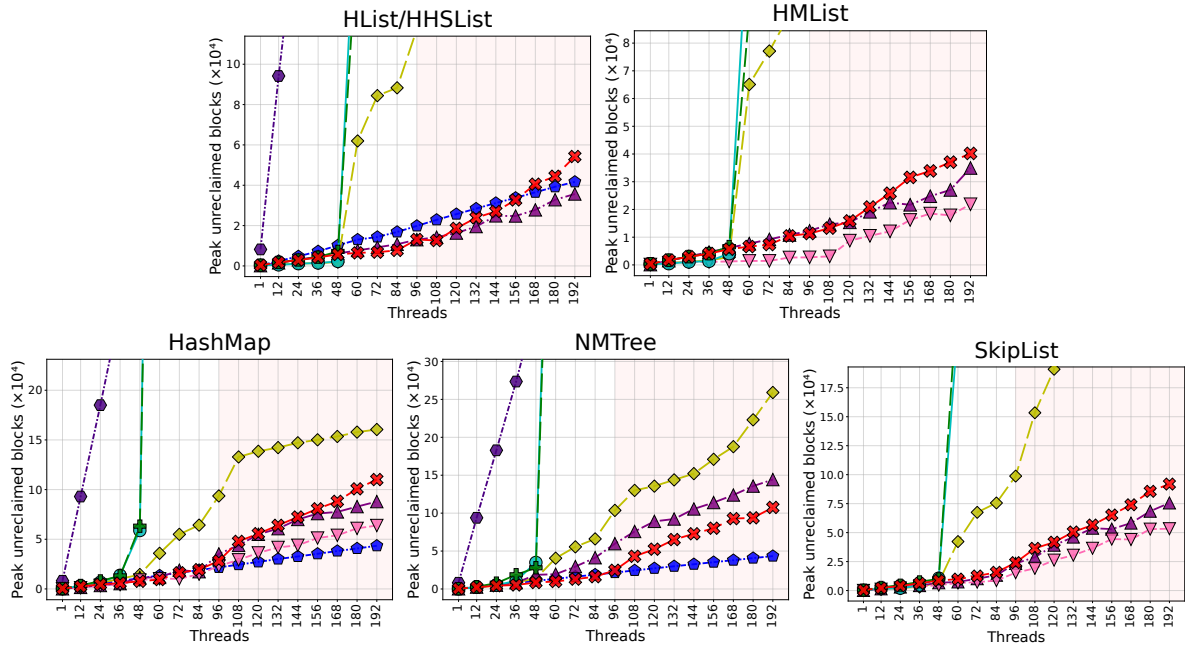 HList/HHSList
Peak unreclaimed blocks (×10⁴)
10
8
6
4
2
0
1 12 24 36 48 60 72 84 96 108 120 132 144 156 168 180 192
Threads
HMList
Peak unreclaimed blocks (×10⁴)
8
7
6
5
4
3
2
1
0
1 12 24 36 48 60 72 84 96 108 120 132 144 156 168 180 192
Threads
HashMap
Peak unreclaimed blocks (×10⁴)
20
15
10
5
0
1 12 24 36 48 60 72 84 96 108 120 132 144 156 168 180 192
Threads
NMTree
Peak unreclaimed blocks (×10⁴)
30
25
20
15
10
5
0
1 12 24 36 48 60 72 84 96 108 120 132 144 156 168 180 192
Threads
SkipList
Peak unreclaimed blocks (×10⁴)
17.5
15.0
12.5
10.0
7.5
5.0
2.5
0.0
1 12 24 36 48 60 72 84 96 108 120 132 144 156 168 180 192
Threads